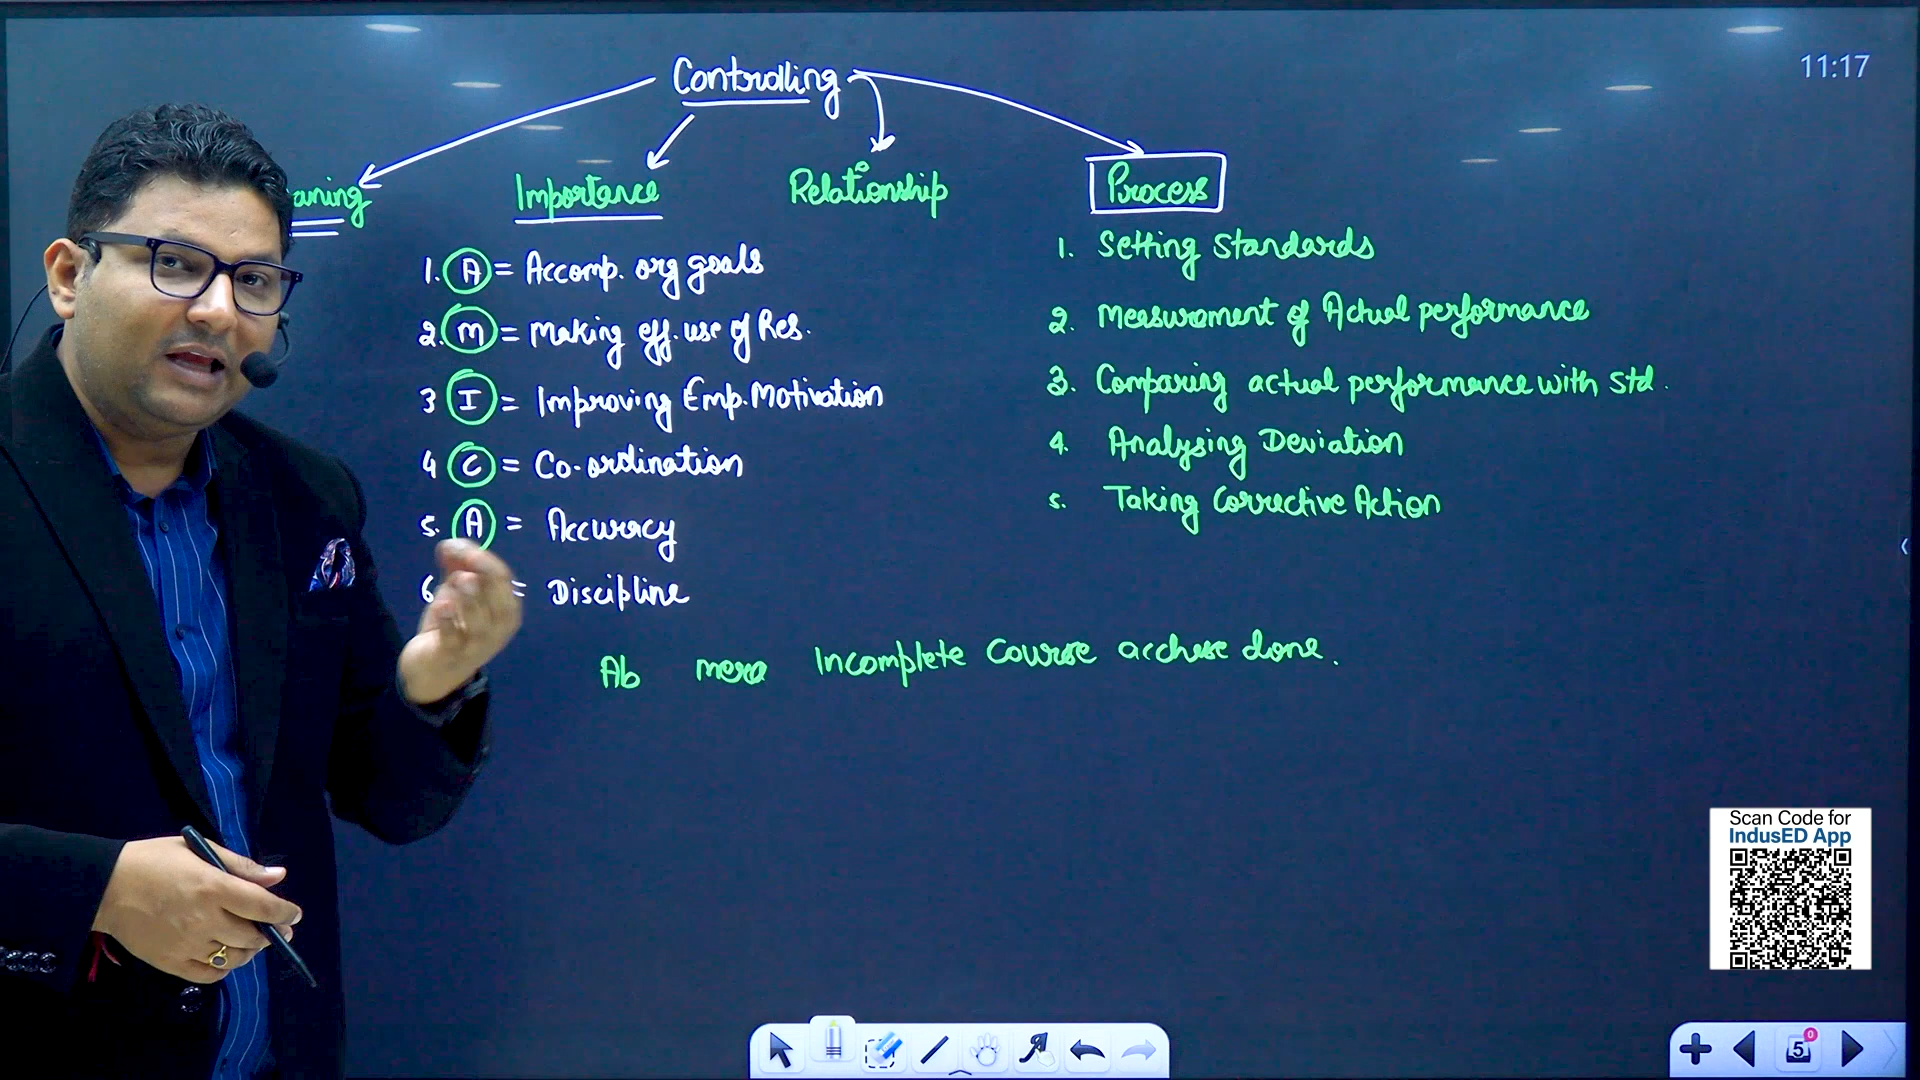 Controlling
11:17
aning Importance Relationship Process
1. A = Accomp. org goals
2. M = Making eff. use of Res.
3 I = Improving Emp. Motivation
4 C = Co-ordination
5. A = Accuracy
6 = Discipline
1. Setting Standards
2. Measurement of Actual performance
3. Comparing actual performance with std.
4. Analysing Deviation
5. Taking Corrective Action
Ab mera Incomplete Course acchese done.
Scan Code for
IndusED App
5
0